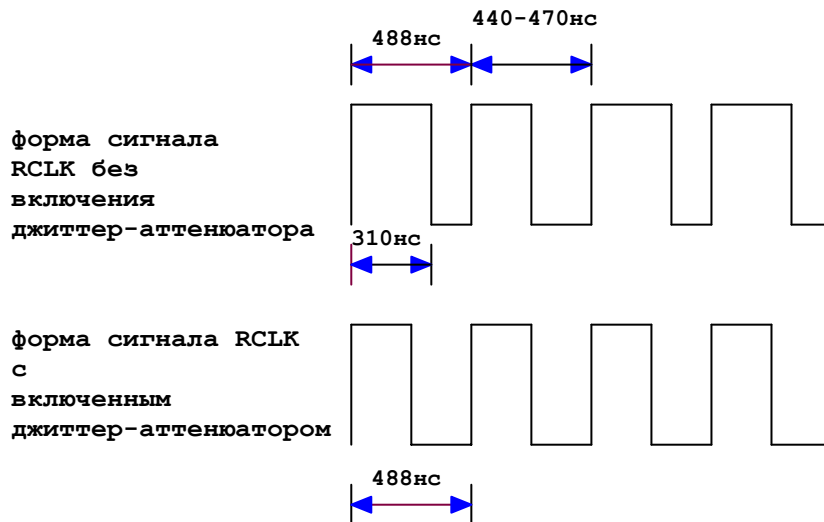 440-470нс
488нс
форма сигнала
RCLK без
включения
джиттер-аттенюатора
310нс
форма сигнала RCLK
с
включенным
джиттер-аттенюатором
488нс